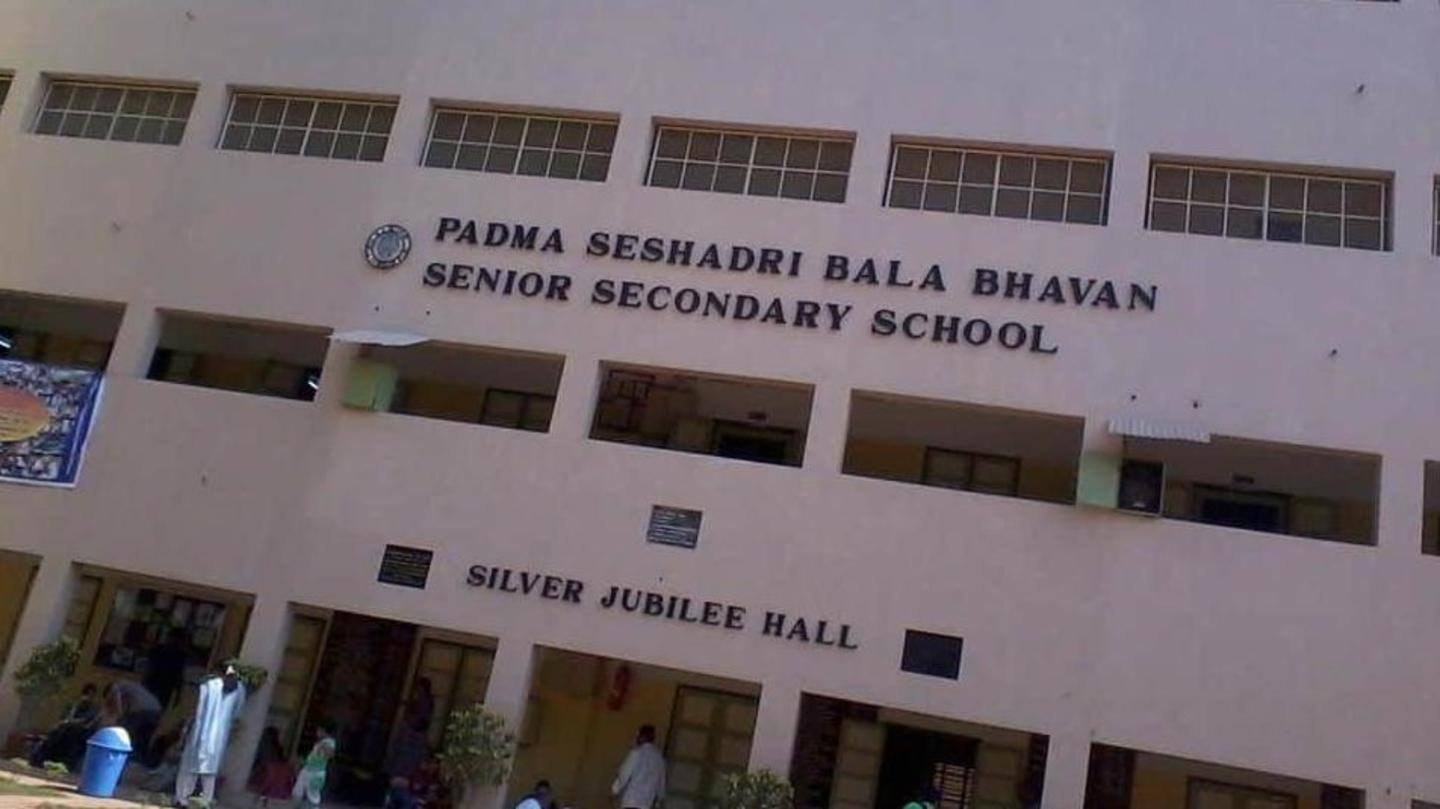 PADMA SESHADRI BALA BHAVAN
SENIOR SECONDARY SCHOOL
SILVER JUBILEE HALL